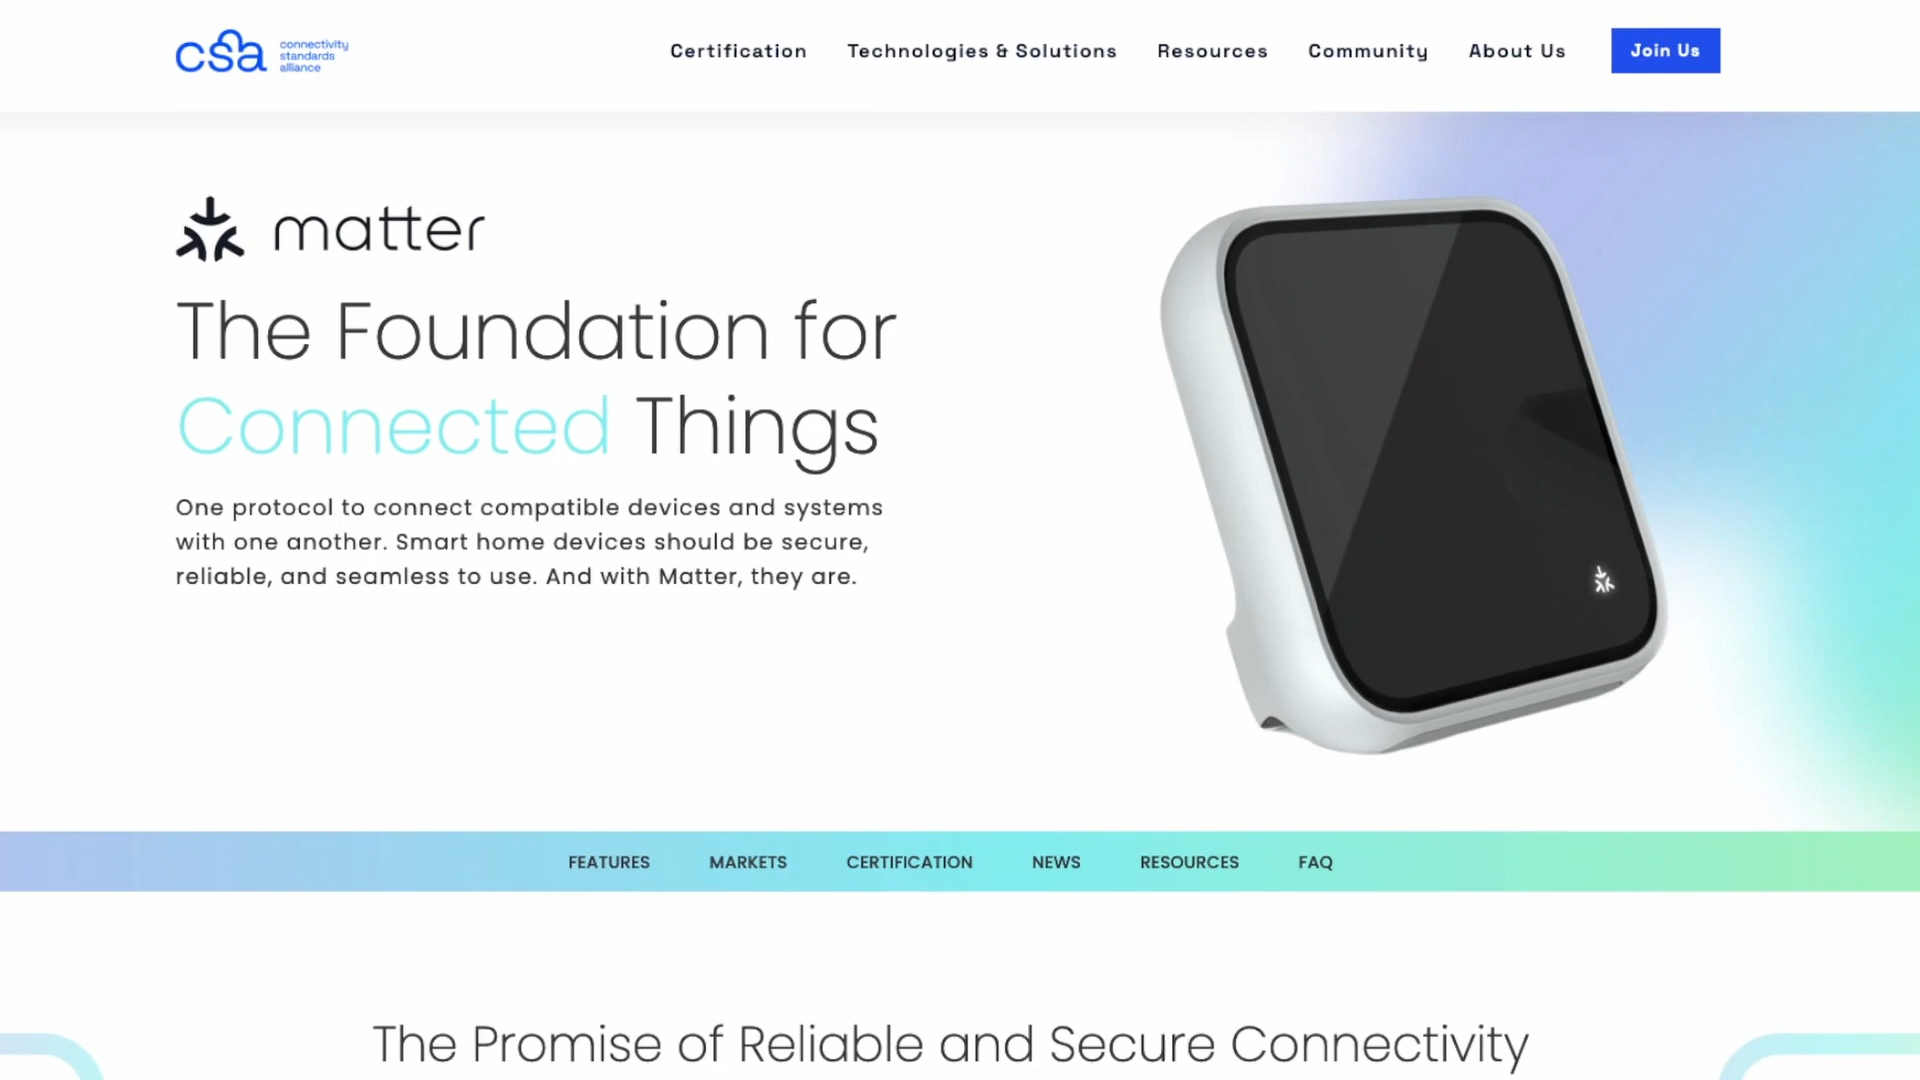 csa connectivity
standards
alliance
Certification Technologies & Solutions Resources Community About Us Join Us
matter
The Foundation for
Connected Things
One protocol to connect compatible devices and systems
with one another. Smart home devices should be secure,
reliable, and seamless to use. And with Matter, they are.
FEATURES MARKETS CERTIFICATION NEWS RESOURCES FAQ
The Promise of Reliable and Secure Connectivity